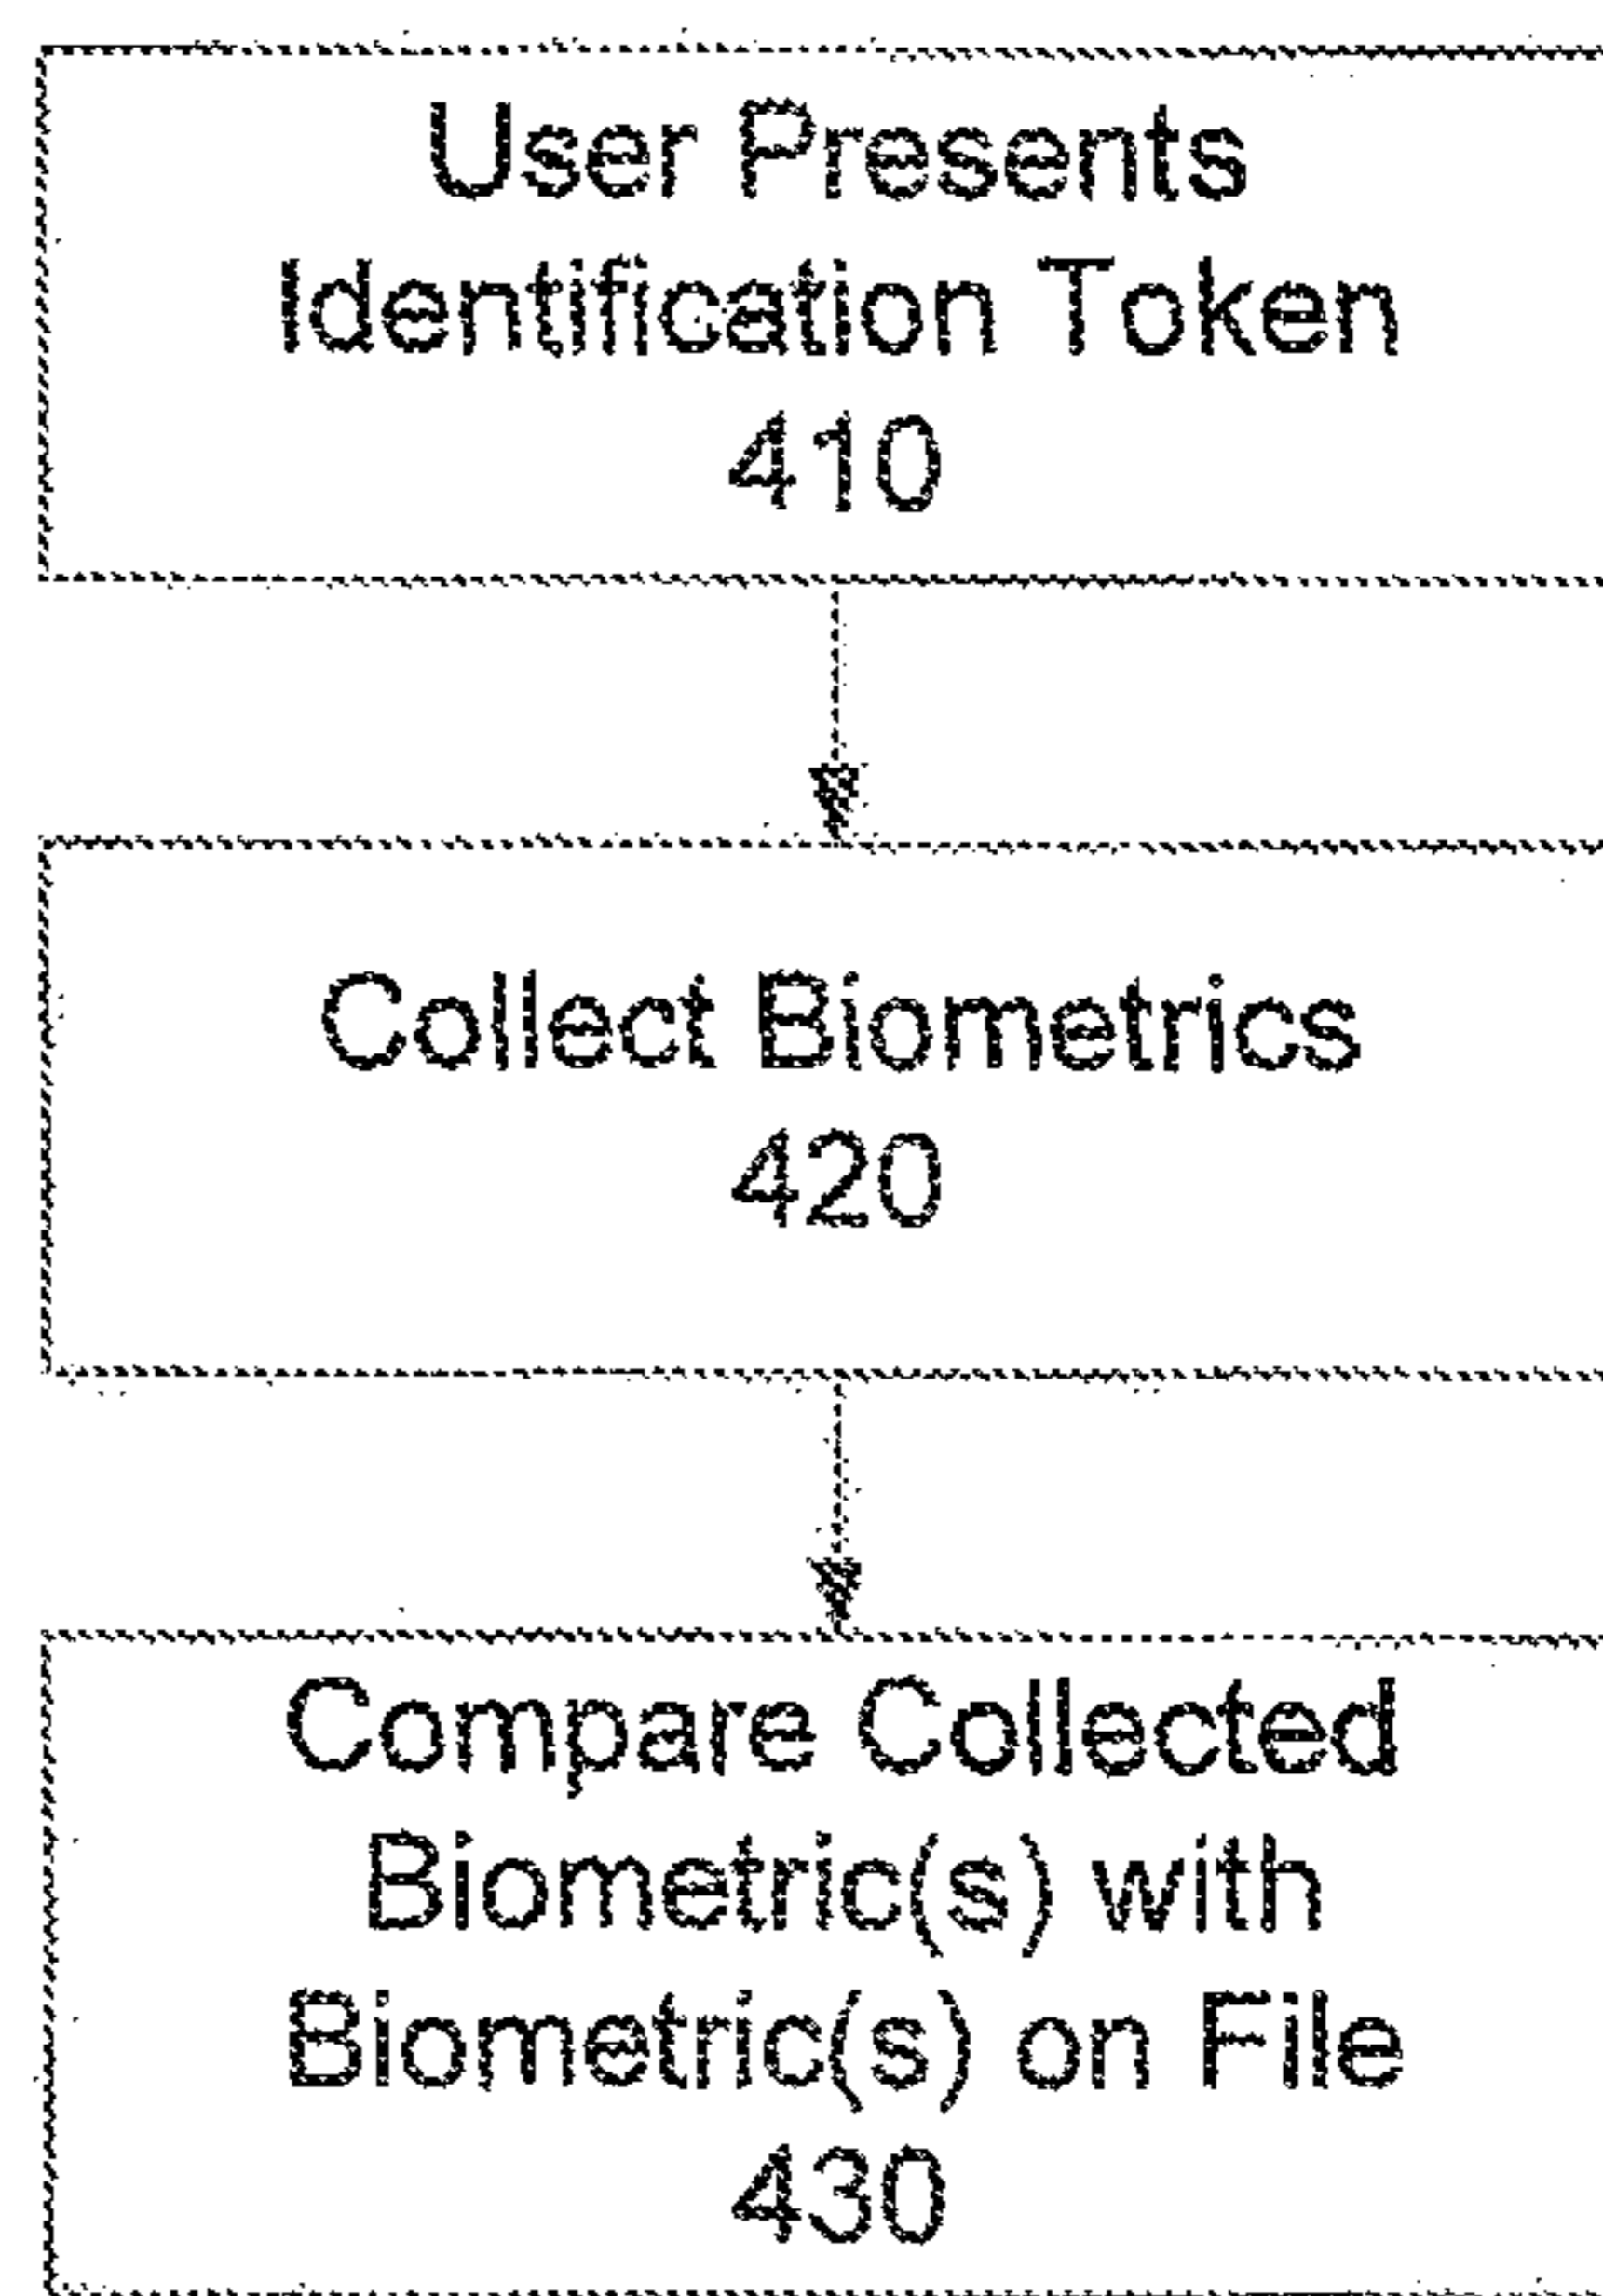 User Presents
Identification Token
410
Collect Biometrics
420
Compare Collected
Biometric(s) with
Biometric(s) on File
430